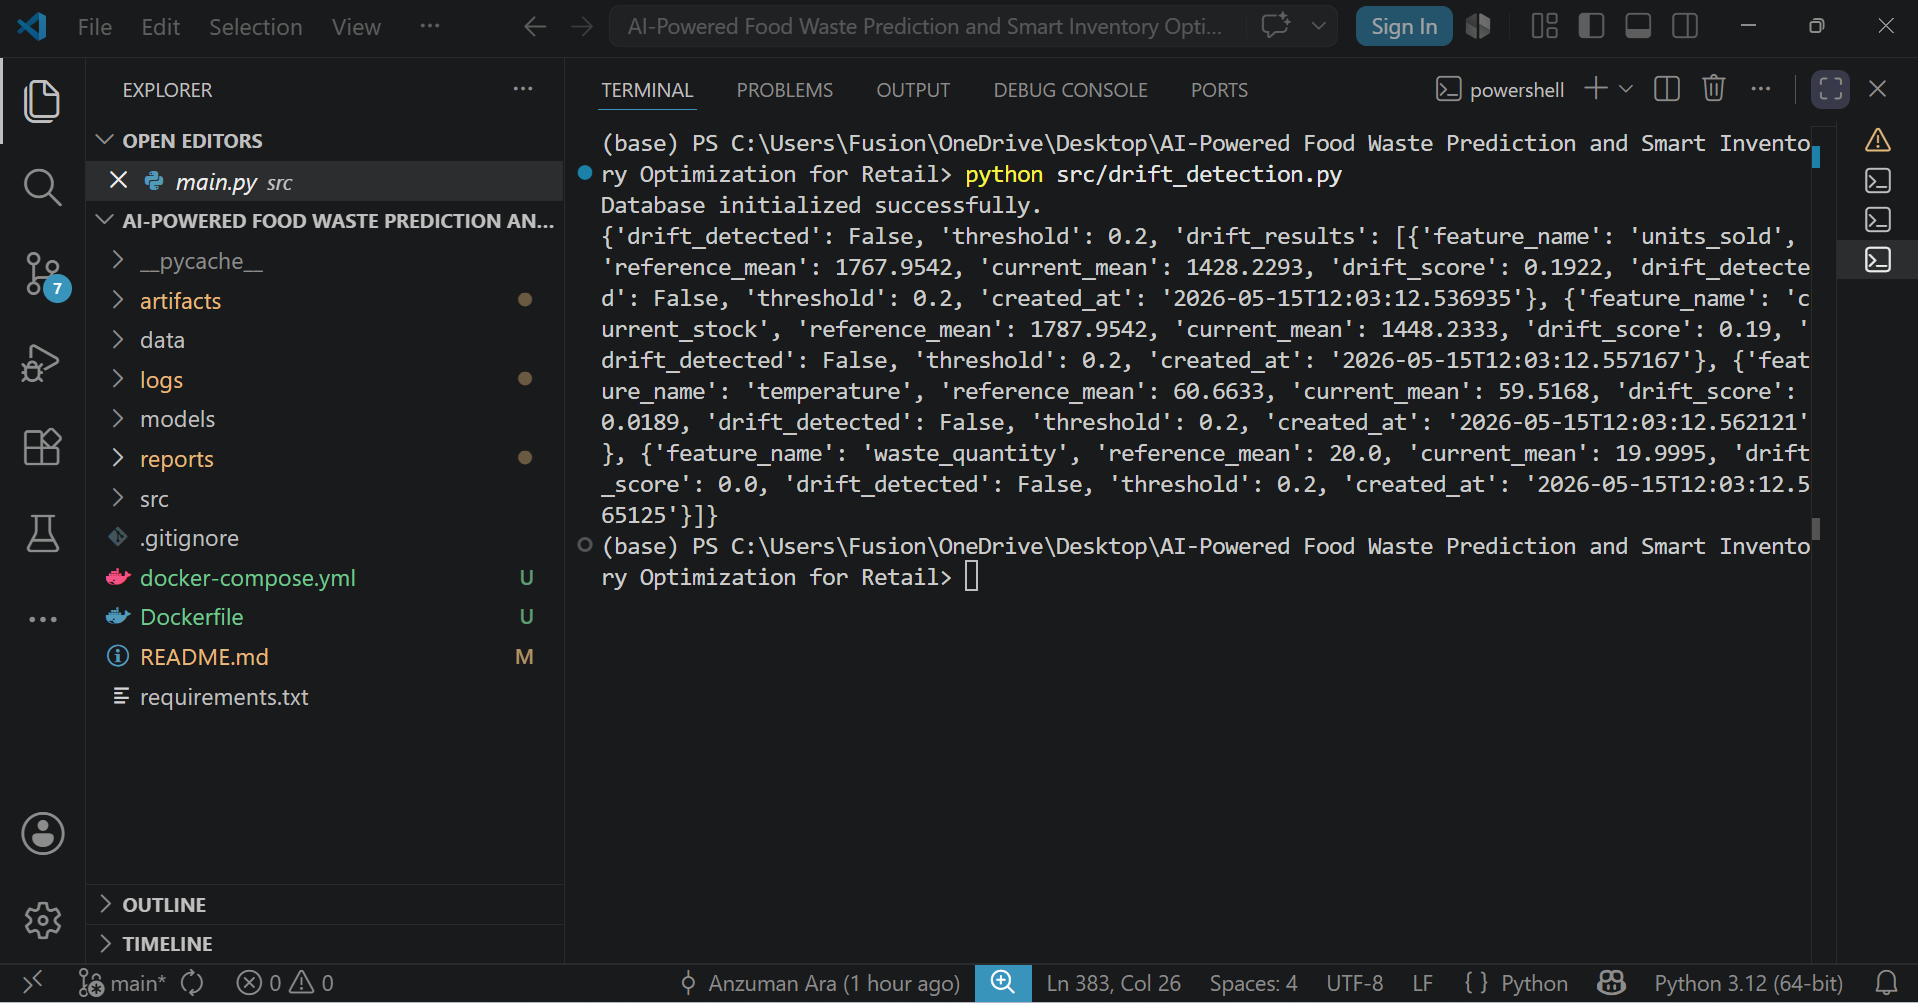 File Edit Selection View ···
AI-Powered Food Waste Prediction and Smart Inventory Opti...
Sign In
EXPLORER
OPEN EDITORS
main.py src
AI-POWERED FOOD WASTE PREDICTION AN...
__pycache__
artifacts
data
logs
models
reports
src
.gitignore
docker-compose.yml U
Dockerfile U
README.md M
requirements.txt
OUTLINE
TIMELINE
7
TERMINAL PROBLEMS OUTPUT DEBUG CONSOLE PORTS
powershell
(base) PS C:\Users\Fusion\OneDrive\Desktop\AI-Powered Food Waste Prediction and Smart Invento
ry Optimization for Retail> python src/drift_detection.py
Database initialized successfully.
{'drift_detected': False, 'threshold': 0.2, 'drift_results': [{'feature_name': 'units_sold',
'reference_mean': 1767.9542, 'current_mean': 1428.2293, 'drift_score': 0.1922, 'drift_detecte
d': False, 'threshold': 0.2, 'created_at': '2026-05-15T12:03:12.536935'}, {'feature_name': 'c
urrent_stock', 'reference_mean': 1787.9542, 'current_mean': 1448.2333, 'drift_score': 0.19, '
drift_detected': False, 'threshold': 0.2, 'created_at': '2026-05-15T12:03:12.557167'}, {'feat
ure_name': 'temperature', 'reference_mean': 60.6633, 'current_mean': 59.5168, 'drift_score':
0.0189, 'drift_detected': False, 'threshold': 0.2, 'created_at': '2026-05-15T12:03:12.562121'
}, {'feature_name': 'waste_quantity', 'reference_mean': 20.0, 'current_mean': 19.9995, 'drift
_score': 0.0, 'drift_detected': False, 'threshold': 0.2, 'created_at': '2026-05-15T12:03:12.5
65125'}]}
(base) PS C:\Users\Fusion\OneDrive\Desktop\AI-Powered Food Waste Prediction and Smart Invento
ry Optimization for Retail>
main* 0 0 Anzuman Ara (1 hour ago) Ln 383, Col 26 Spaces: 4 UTF-8 LF { } Python Python 3.12 (64-bit)